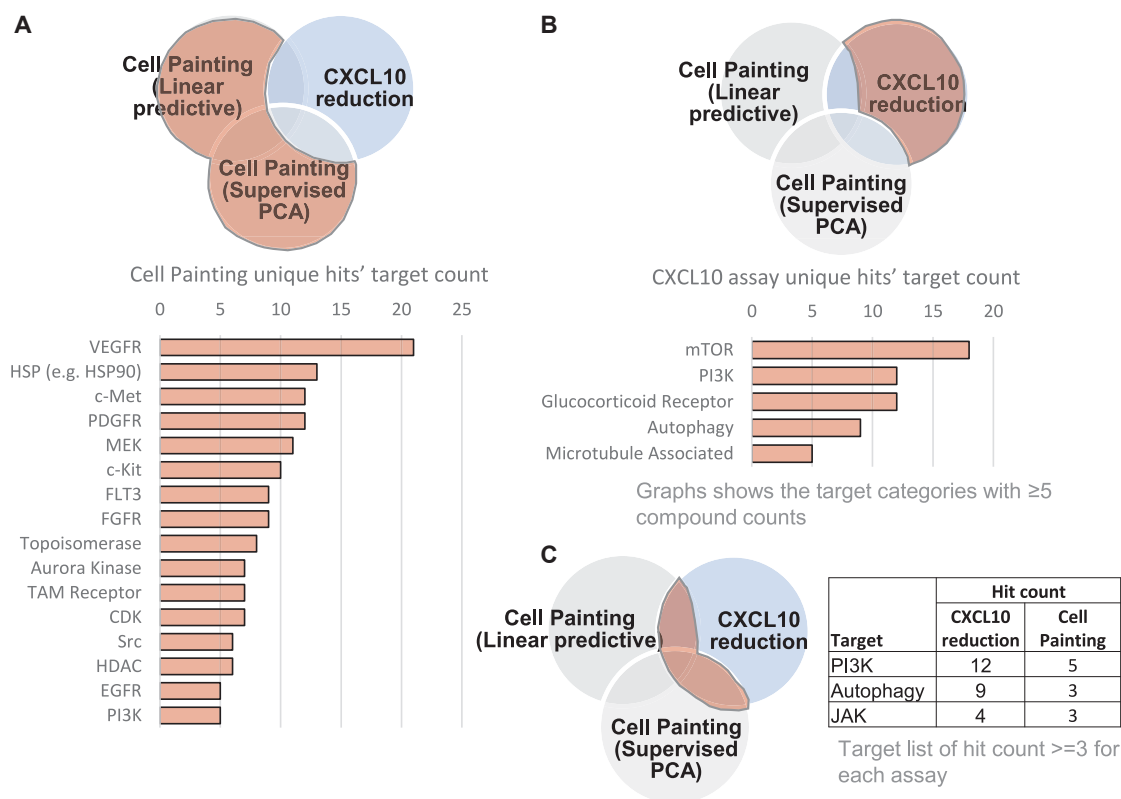 A
Cell Painting
(Linear
predictive)
CXCL10
reduction
Cell Painting
(Supervised
PCA)
Cell Painting unique hits’ target count
0 5 10 15 20 25
VEGFR
HSP (e.g. HSP90)
c-Met
PDGFR
MEK
c-Kit
FLT3
FGFR
Topoisomerase
Aurora Kinase
TAM Receptor
CDK
Src
HDAC
EGFR
PI3K
B
Cell Painting
(Linear
predictive)
CXCL10
reduction
Cell Painting
(Supervised
PCA)
CXCL10 assay unique hits’ target count
0 5 10 15 20
mTOR
PI3K
Glucocorticoid Receptor
Autophagy
Microtubule Associated
Graphs shows the target categories with ≥5
compound counts
C
Cell Painting
(Linear predictive)
CXCL10
reduction
Cell Painting
(Supervised
PCA)
Hit count
Target CXCL10 reduction Cell Painting
PI3K 12 5
Autophagy 9 3
JAK 4 3
Target list of hit count >=3 for
each assay